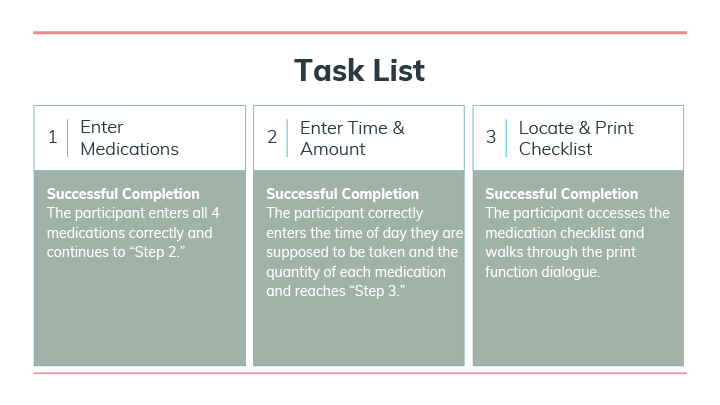 Task List
1
Enter
Medications
Successful Completion
The participant enters all 4
medications correctly and
continues to “Step 2.”
2
Enter Time &
Amount
Successful Completion
The participant correctly
enters the time of day they are
supposed to be taken and the
quantity of each medication
and reaches “Step 3.”
3
Locate & Print
Checklist
Successful Completion
The participant accesses the
medication checklist and
walks through the print
function dialogue.